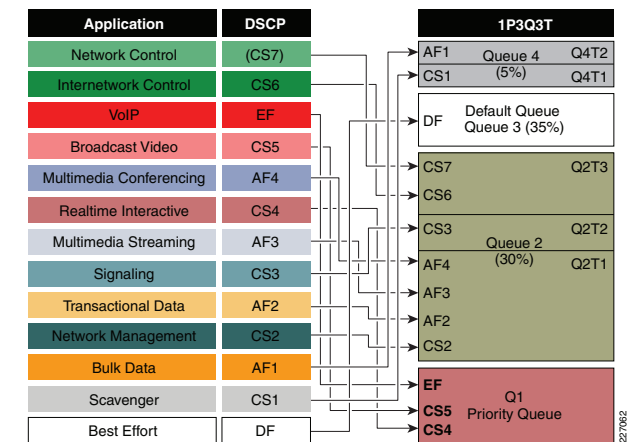 Application DSCP 1P3Q3T
Network Control (CS7)
Internetwork Control CS6
VoIP EF
Broadcast Video CS5
Multimedia Conferencing AF4
Realtime Interactive CS4
Multimedia Streaming AF3
Signaling CS3
Transactional Data AF2
Network Management CS2
Bulk Data AF1
Scavenger CS1
Best Effort DF
AF1 Queue 4 Q4T2
CS1 (5%) Q4T1
DF Default Queue
Queue 3 (35%)
CS7 Q2T3
CS6
CS3 Q2T2
Queue 2
(30%)
AF4 Q2T1
AF3
AF2
CS2
EF
Q1
CS5 Priority Queue
CS4
227062